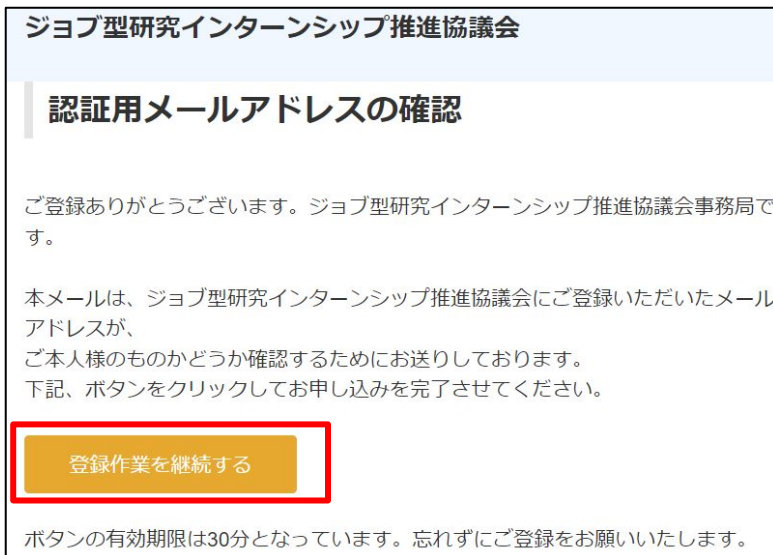 ジョブ型研究インターンシップ推進協議会
認証用メールアドレスの確認
ご登録ありがとうございます。ジョブ型研究インターンシップ推進協議会事務局で
す。
本メールは、ジョブ型研究インターンシップ推進協議会にご登録いただいたメール
アドレスが、
ご本人様のものかどうか確認するためにお送りしております。
下記、ボタンをクリックしてお申し込みを完了させてください。
登録作業を継続する
ボタンの有効期限は30分となっています。忘れずにご登録をお願いいたします。